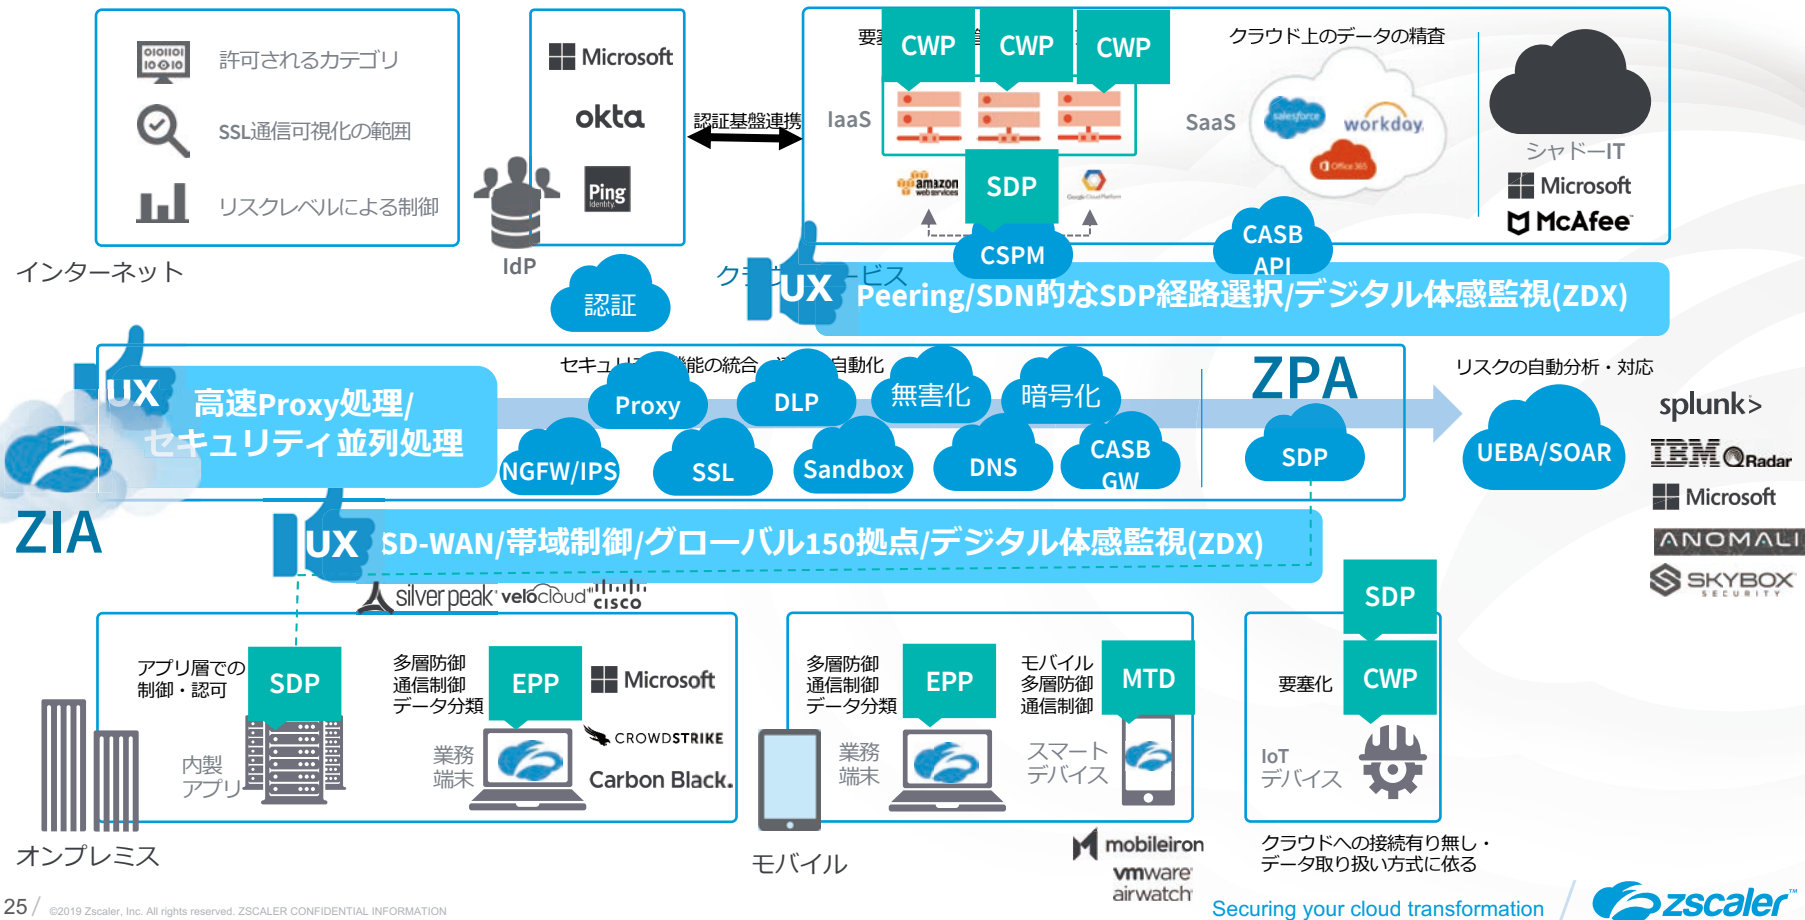 許可されるカテゴリ
SSL通信可視化の範囲
リスクレベルによる制御
インターネット
Microsoft
okta
Ping
Identity
IdP
認証
認証基盤連携
CWP
CWP
CWP
IaaS
amazon
web services
SDP
Google Cloud Platform
CSPM
クラウド上のデータの精査
SaaS
salesforce
workday
Office 365
CASB
API
シャドーIT
Microsoft
McAfee
UX
Peering/SDN的なSDP経路選択/デジタル体感監視(ZDX)
UX
高速Proxy処理/
セキュリティ並列処理
ZIA
Proxy
DLP
無害化
暗号化
NGFW/IPS
SSL
Sandbox
DNS
CASB
GW
ZPA
SDP
リスクの自動分析・対応
UEBA/SOAR
splunk>
IBM QRadar
Microsoft
ANOMALI
SKYBOX
SECURITY
UX
SD-WAN/帯域制御/グローバル150拠点/デジタル体感監視(ZDX)
silver peak
velocloud
cisco
アプリ層での
制御・認可
SDP
内製
アプリ
多層防御
通信制御
データ分類
EPP
業務
端末
Microsoft
CROWDSTRIKE
Carbon Black.
オンプレミス
多層防御
通信制御
データ分類
EPP
業務
端末
モバイル
多層防御
通信制御
MTD
スマート
デバイス
モバイル
mobileiron
vmware
airwatch
SDP
要塞化
CWP
IoT
デバイス
クラウドへの接続有り無し・
データ取り扱い方式に依る
25 / ©2019 Zscaler, Inc. All rights reserved. ZSCALER CONFIDENTIAL INFORMATION
Securing your cloud transformation
zscaler™